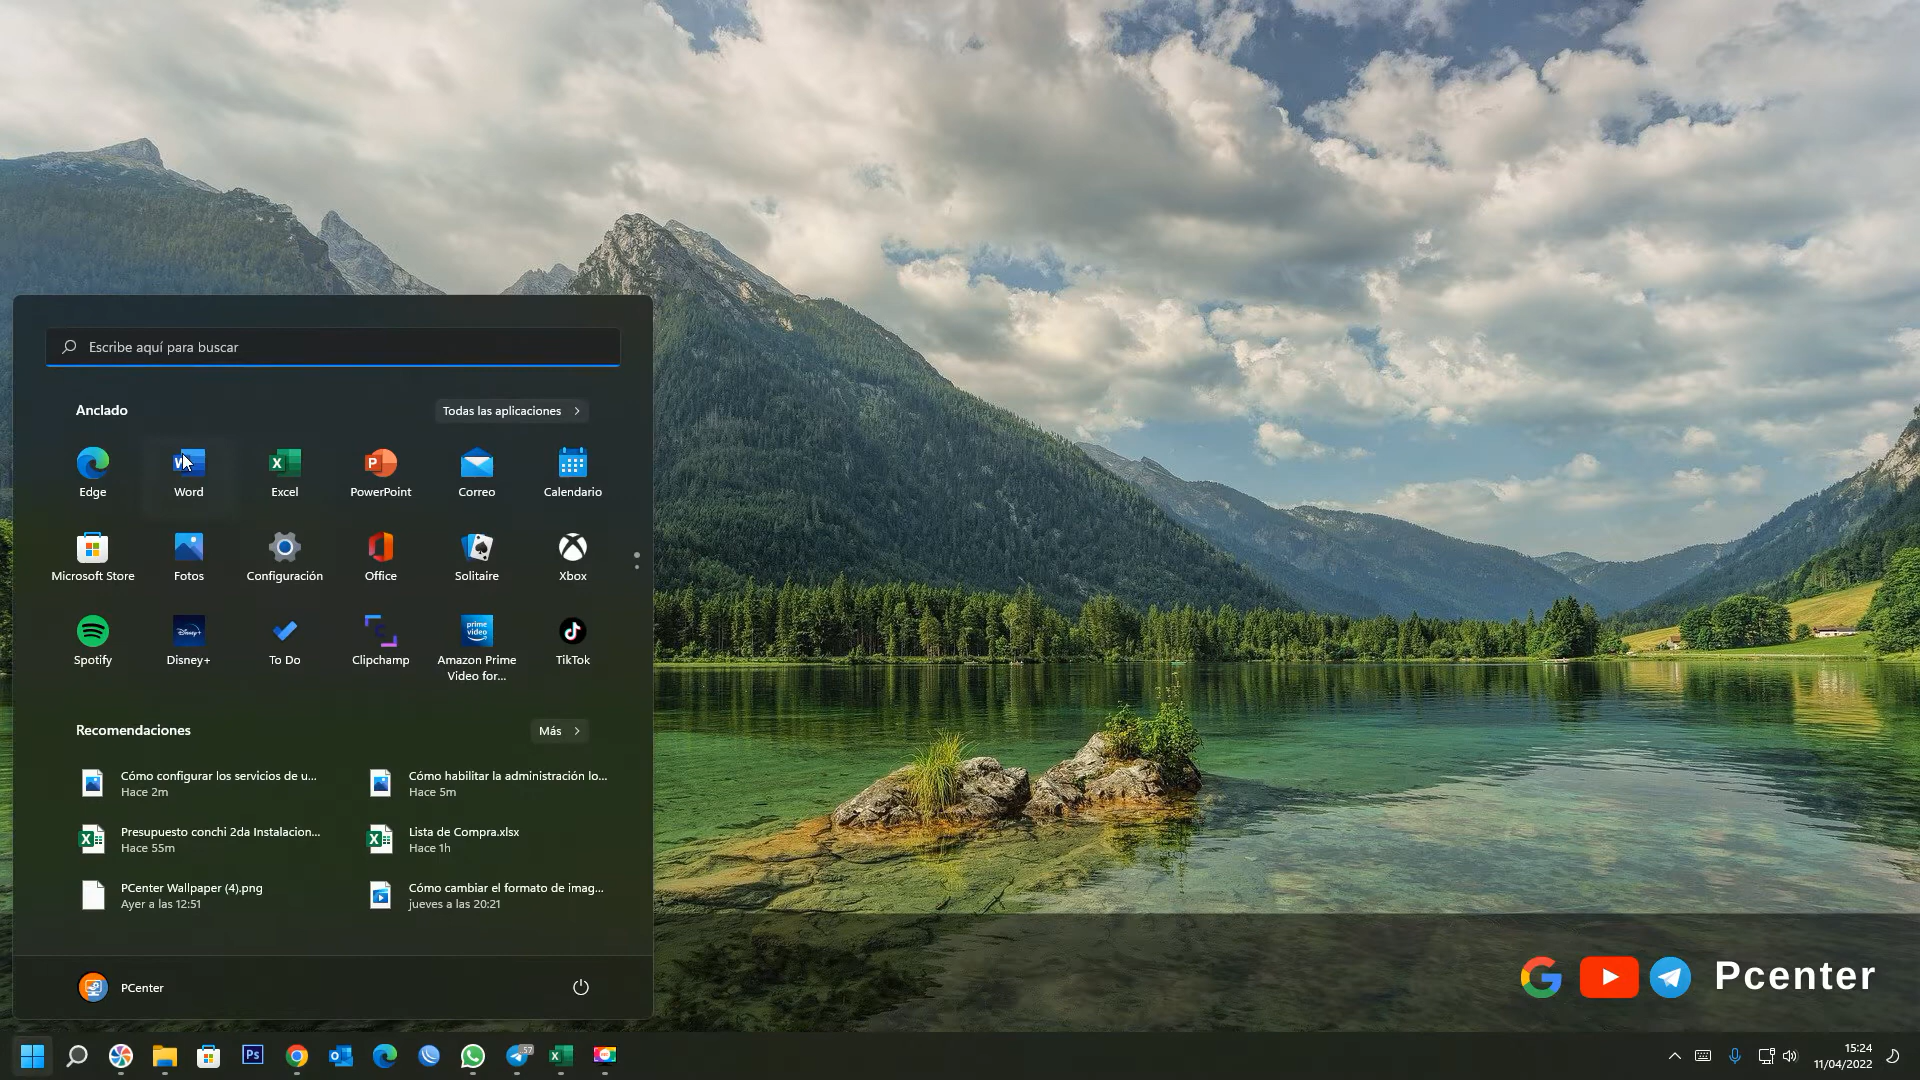 Escribe aquí para buscar
Anclado
Todas las aplicaciones
Edge
Word
Excel
PowerPoint
Correo
Calendario
Microsoft Store
Fotos
Configuración
Office
Solitaire
Xbox
Spotify
Disney+
To Do
Clipchamp
prime
video
Amazon Prime
Video for...
TikTok
Recomendaciones
Más
Cómo configurar los servicios de u...
Hace 2m
Cómo habilitar la administración lo...
Hace 5m
Presupuesto conchi 2da Instalacion...
Hace 55m
Lista de Compra.xlsx
Hace 1h
PCenter Wallpaper (4).png
Ayer a las 12:51
Cómo cambiar el formato de imag...
jueves a las 20:21
PCenter
Pcenter
Ps
57
15:24
11/04/2022